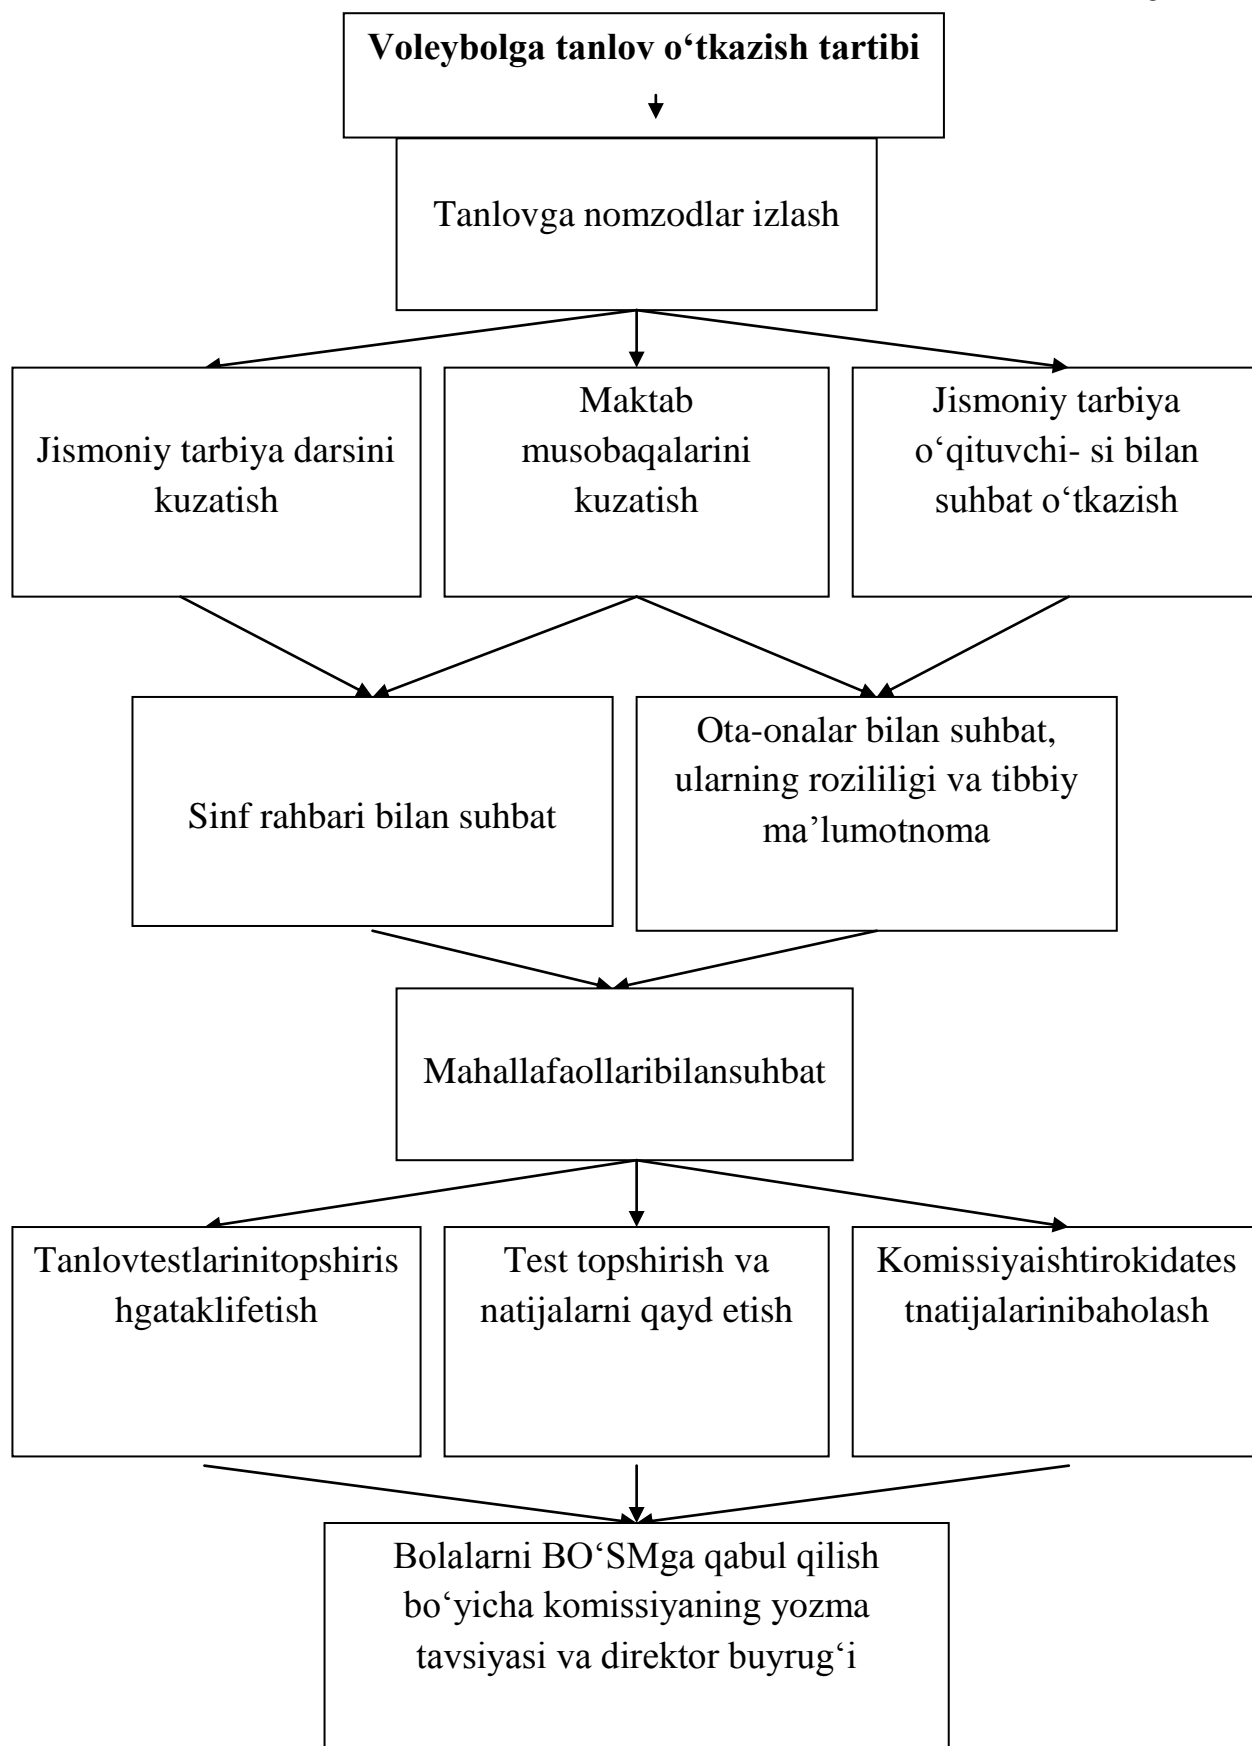 Voleybolga tanlov o‘tkazish tartibi
Tanlovga nomzodlar izlash
Jismoniy tarbiya darsini
kuzatish
Maktab
musobaqalarini
kuzatish
Jismoniy tarbiya
o‘qituvchi- si bilan
suhbat o‘tkazish
Sinf rahbari bilan suhbat
Ota-onalar bilan suhbat,
ularning rozililigi va tibbiy
ma’lumotnoma
Mahallafaollaribilansuhbat
Tanlovtestlarinitopshiris
hgataklifetish
Test topshirish va
natijalarni qayd etish
Komissiyaishtirokidates
tnatijalarinibaholash
Bolalarni BO‘SMga qabul qilish
bo‘yicha komissiyaning yozma
tavsiyasi va direktor buyrug‘i